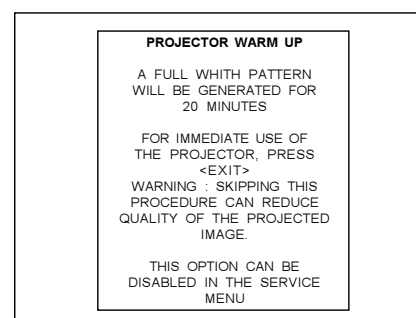 PROJECTOR WARM UP
A FULL WHITH PATTERN
WILL BE GENERATED FOR
20 MINUTES
FOR IMMEDIATE USE OF
THE PROJECTOR, PRESS
<EXIT>
WARNING : SKIPPING THIS
PROCEDURE CAN REDUCE
QUALITY OF THE PROJECTED
IMAGE.
THIS OPTION CAN BE
DISABLED IN THE SERVICE
MENU